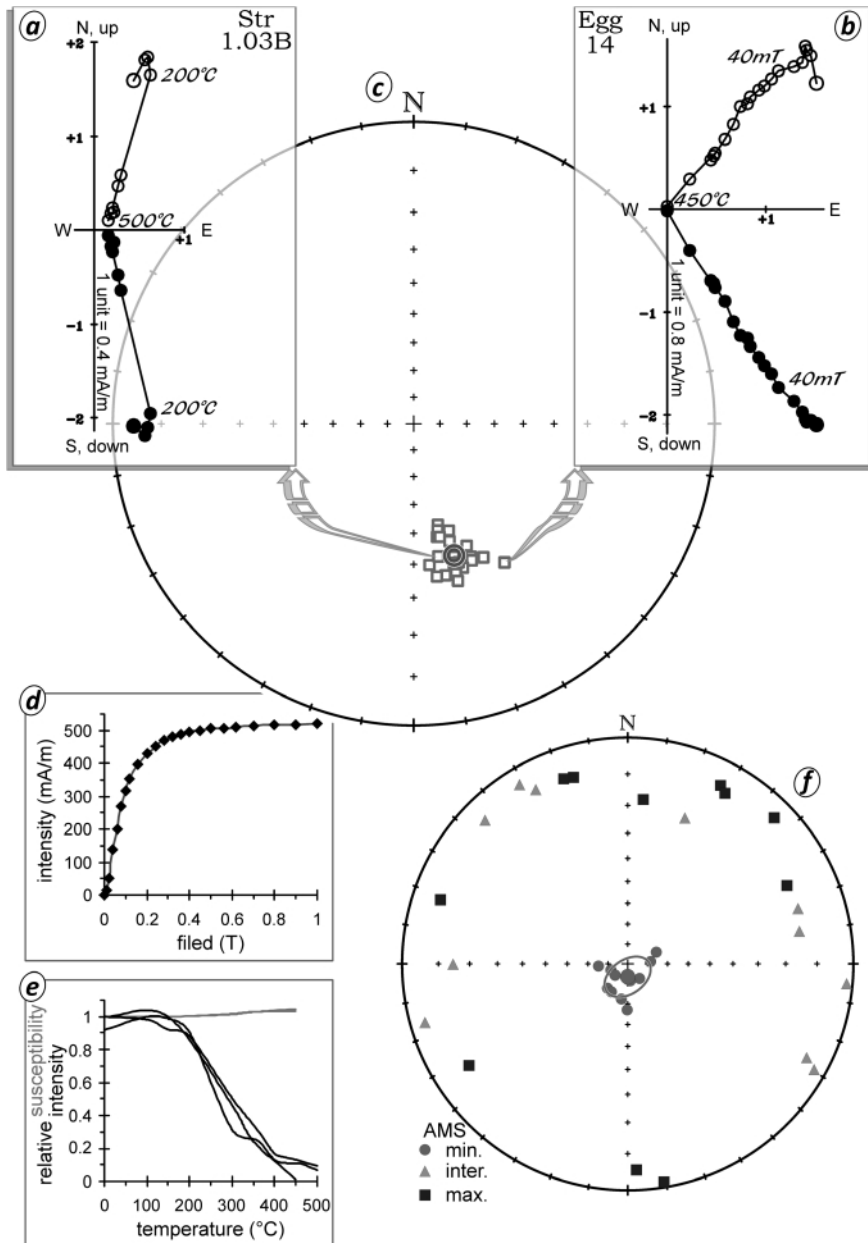 a
N, up
+2
Str
1.03B
200°C
+1
500°C
W
E
+1
1 unit = 0.4 mA/m
-1
200°C
-2
S, down
c
N
b
Egg
14
N, up
40mT
+1
450°C
W
E
+1
1 unit = 0.8 mA/m
-1
40mT
-2
S, down
d
intensity (mA/m)
500
400
300
200
100
0
0 0.2 0.4 0.6 0.8 1
filed (T)
e
relative susceptibility
intensity
1
0.8
0.6
0.4
0.2
0
0 100 200 300 400 500
temperature (°C)
f
N
AMS
min.
inter.
max.